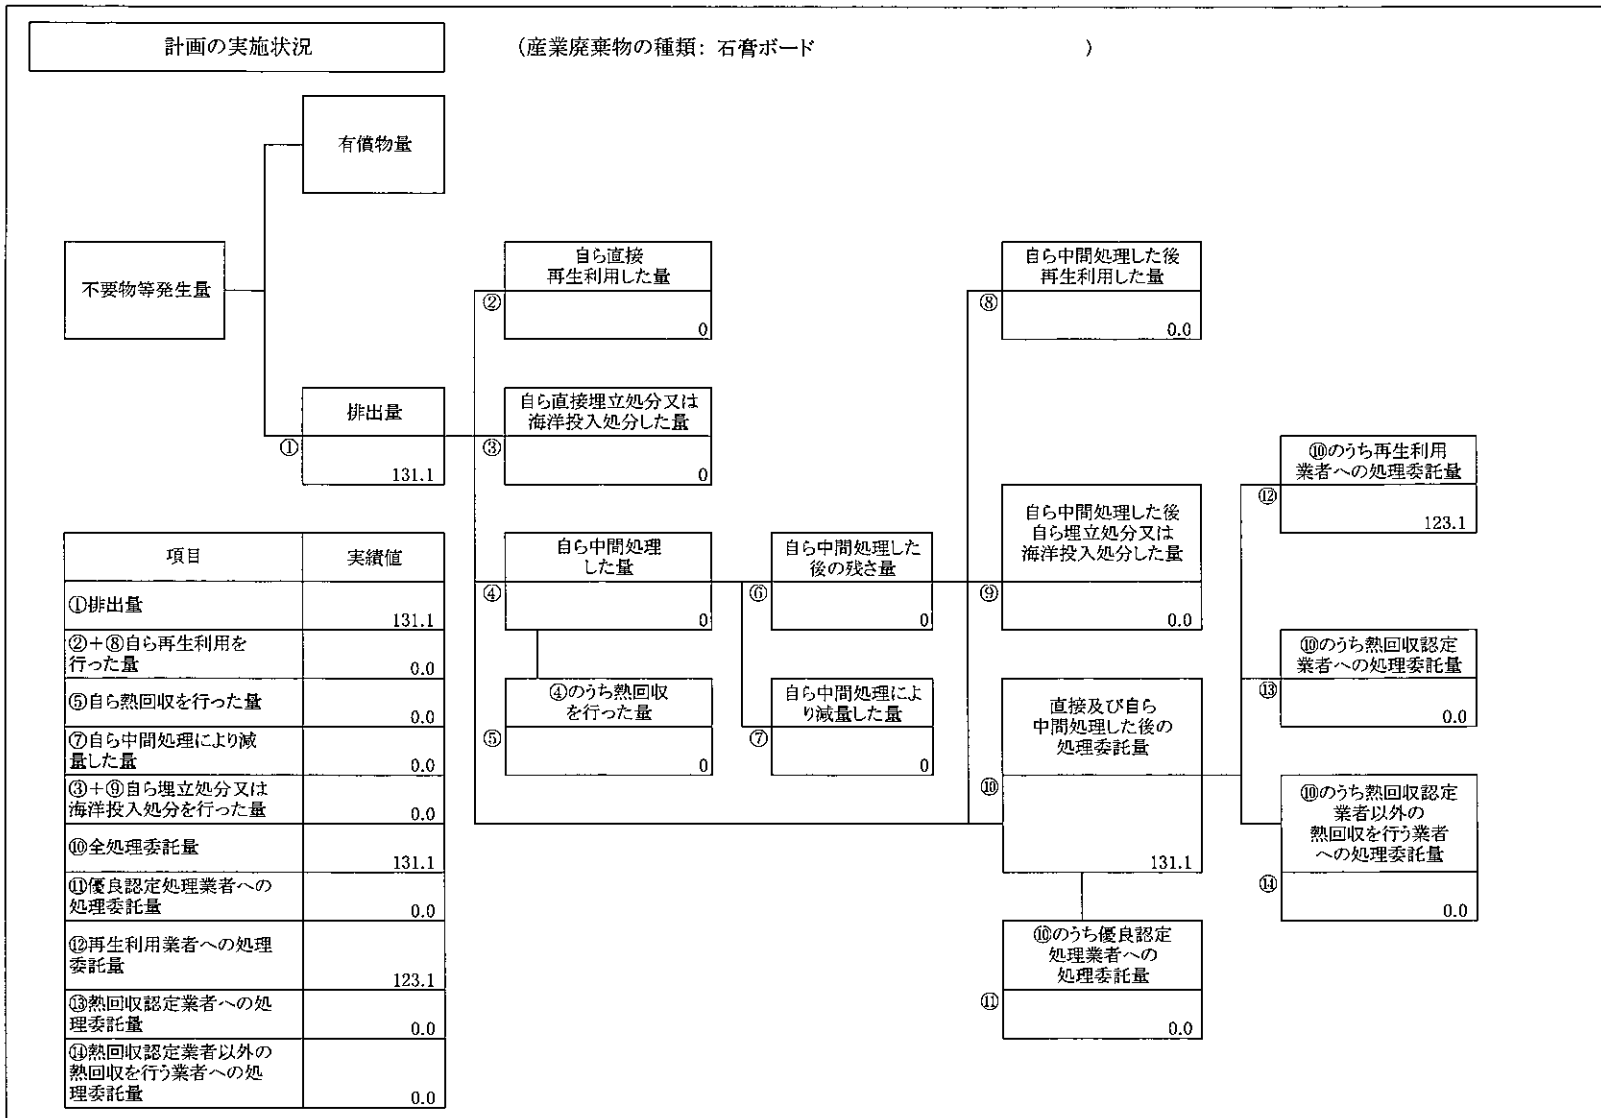 計画の実施状況
(産業廃棄物の種類: 石膏ボード )
有償物量
不要物等発生量
排出量
①
131.1
自ら直接
再生利用した量
②
0
自ら直接埋立処分又は
海洋投入処分した量
③
0
自ら中間処理
した量
④
0
④のうち熱回収
を行った量
⑤
0
自ら中間処理した
後の残さ量
⑥
0
自ら中間処理によ
り減量した量
⑦
0
自ら中間処理した後
再生利用した量
⑧
0.0
自ら中間処理した後
自ら埋立処分又は
海洋投入処分した量
⑨
0.0
直接及び自ら
中間処理した後の
処理委託量
⑩
131.1
⑩のうち優良認定
処理業者への
処理委託量
⑪
0.0
⑩のうち再生利用
業者への処理委託量
⑫
123.1
⑩のうち熱回収認定
業者への処理委託量
⑬
0.0
⑩のうち熱回収認定
業者以外の
熱回収を行う業者
への処理委託量
⑭
0.0
項目 実績値
①排出量
131.1
②+⑧自ら再生利用を
行った量
0.0
⑤自ら熱回収を行った量
0.0
⑦自ら中間処理により減
量した量
0.0
③+⑨自ら埋立処分又は
海洋投入処分を行った量
0.0
⑩全処理委託量
131.1
⑪優良認定処理業者への
処理委託量
0.0
⑫再生利用業者への処理
委託量
123.1
⑬熱回収認定業者への処
理委託量
0.0
⑭熱回収認定業者以外の
熱回収を行う業者への処
理委託量
0.0